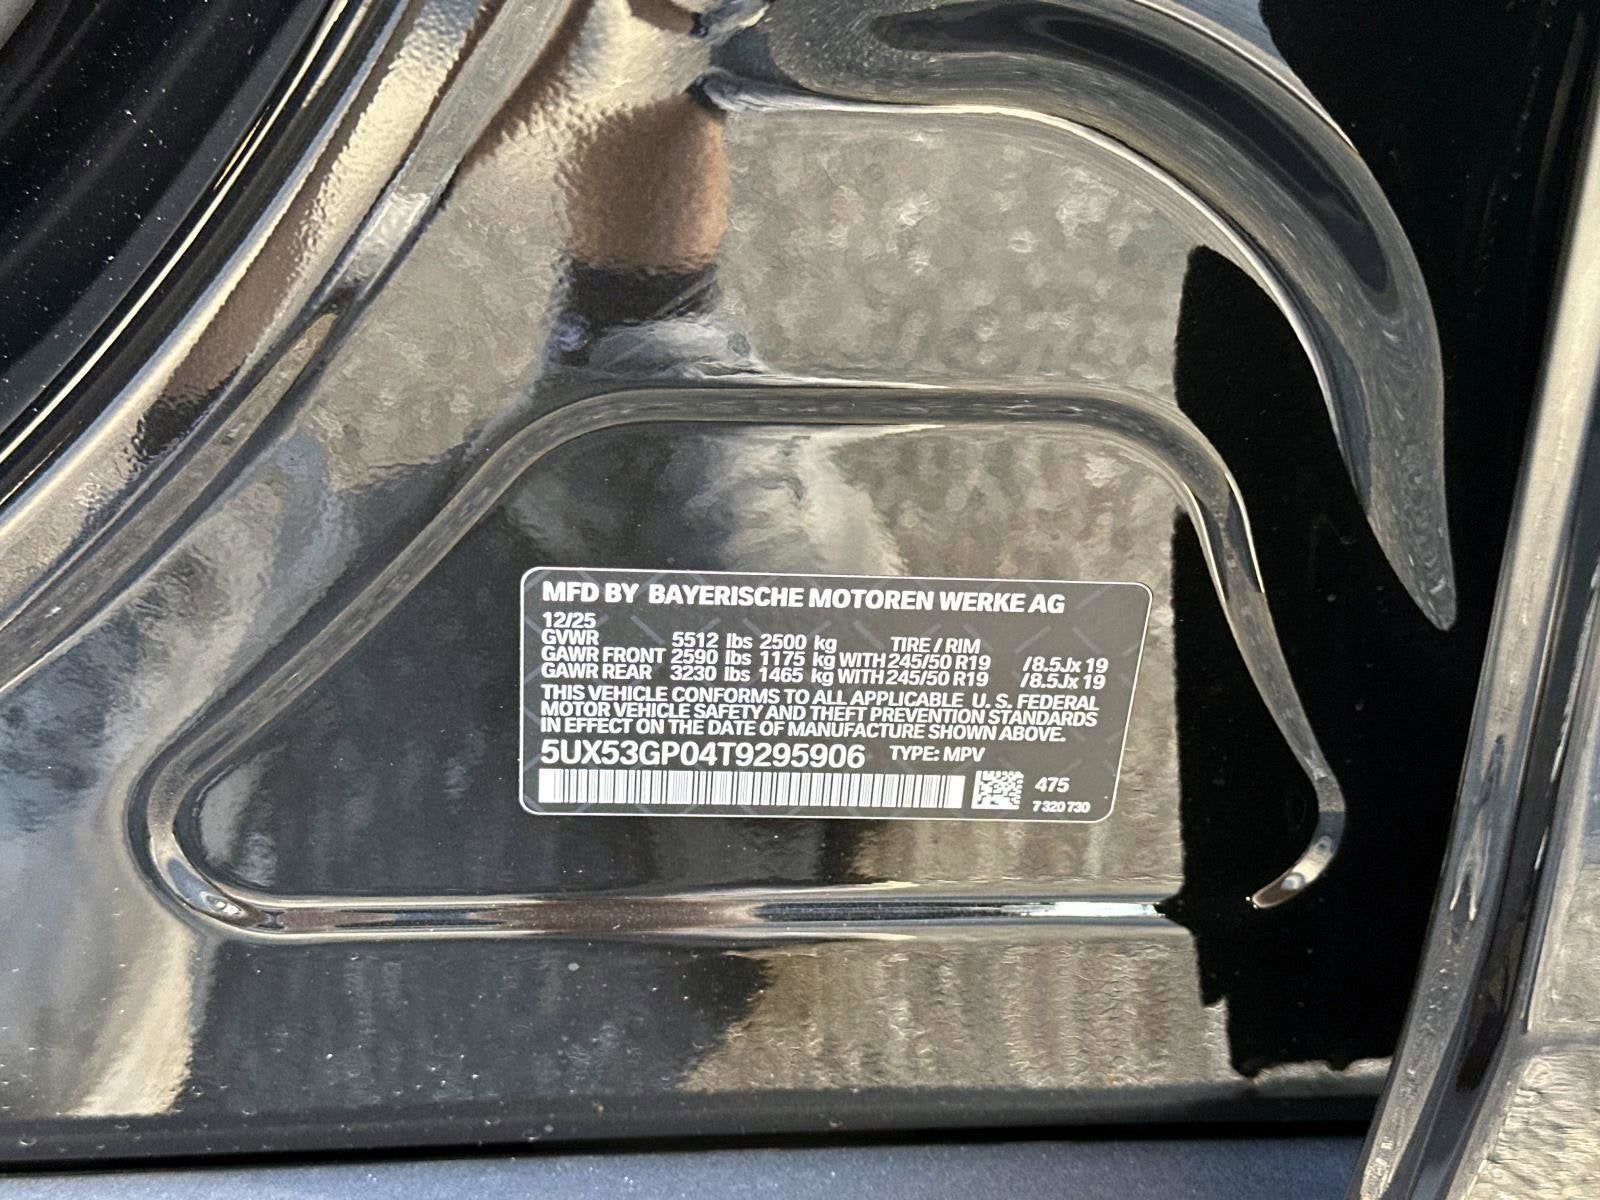 MFD BY BAYERISCHE MOTOREN WERKE AG
12/25
GVWR 5512 lbs 2500 kg TIRE / RIM
GAWR FRONT 2590 lbs 1175 kg WITH 245/50 R19 /8.5Jx 19
GAWR REAR 3230 lbs 1465 kg WITH 245/50 R19 /8.5Jx 19
THIS VEHICLE CONFORMS TO ALL APPLICABLE U. S. FEDERAL
MOTOR VEHICLE SAFETY AND THEFT PREVENTION STANDARDS
IN EFFECT ON THE DATE OF MANUFACTURE SHOWN ABOVE.
5UX53GP04T9295906 TYPE: MPV
475
7 320 730